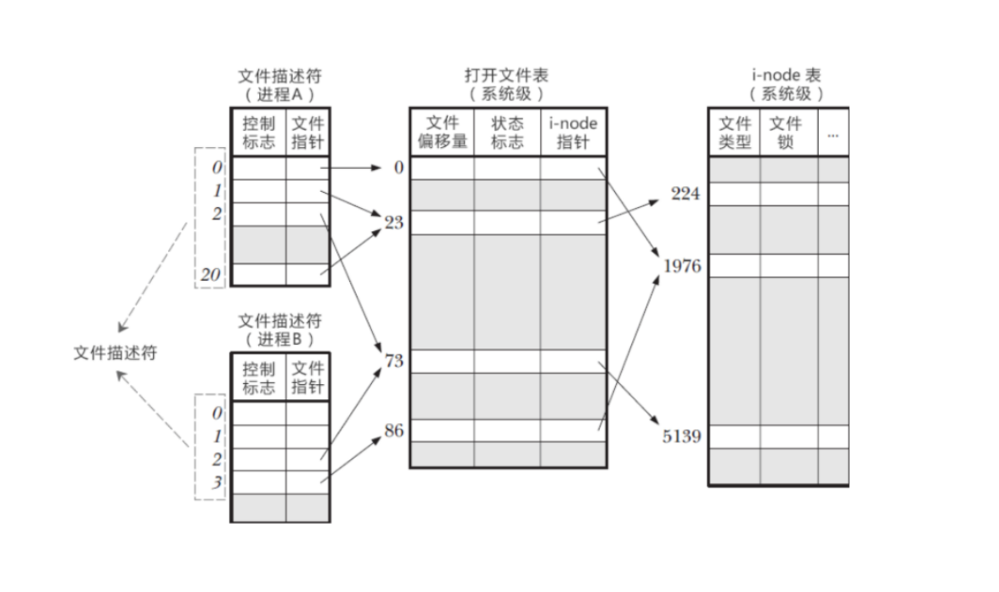 文件描述符
（进程A）
控制
标志
文件
指针
0
1
2
20
文件描述符
文件描述符
（进程B）
控制
标志
文件
指针
0
1
2
3
打开文件表
（系统级）
文件
偏移量
状态
标志
i-node
指针
0
23
73
86
i-node 表
（系统级）
文件
类型
文件
锁
...
224
1976
5139